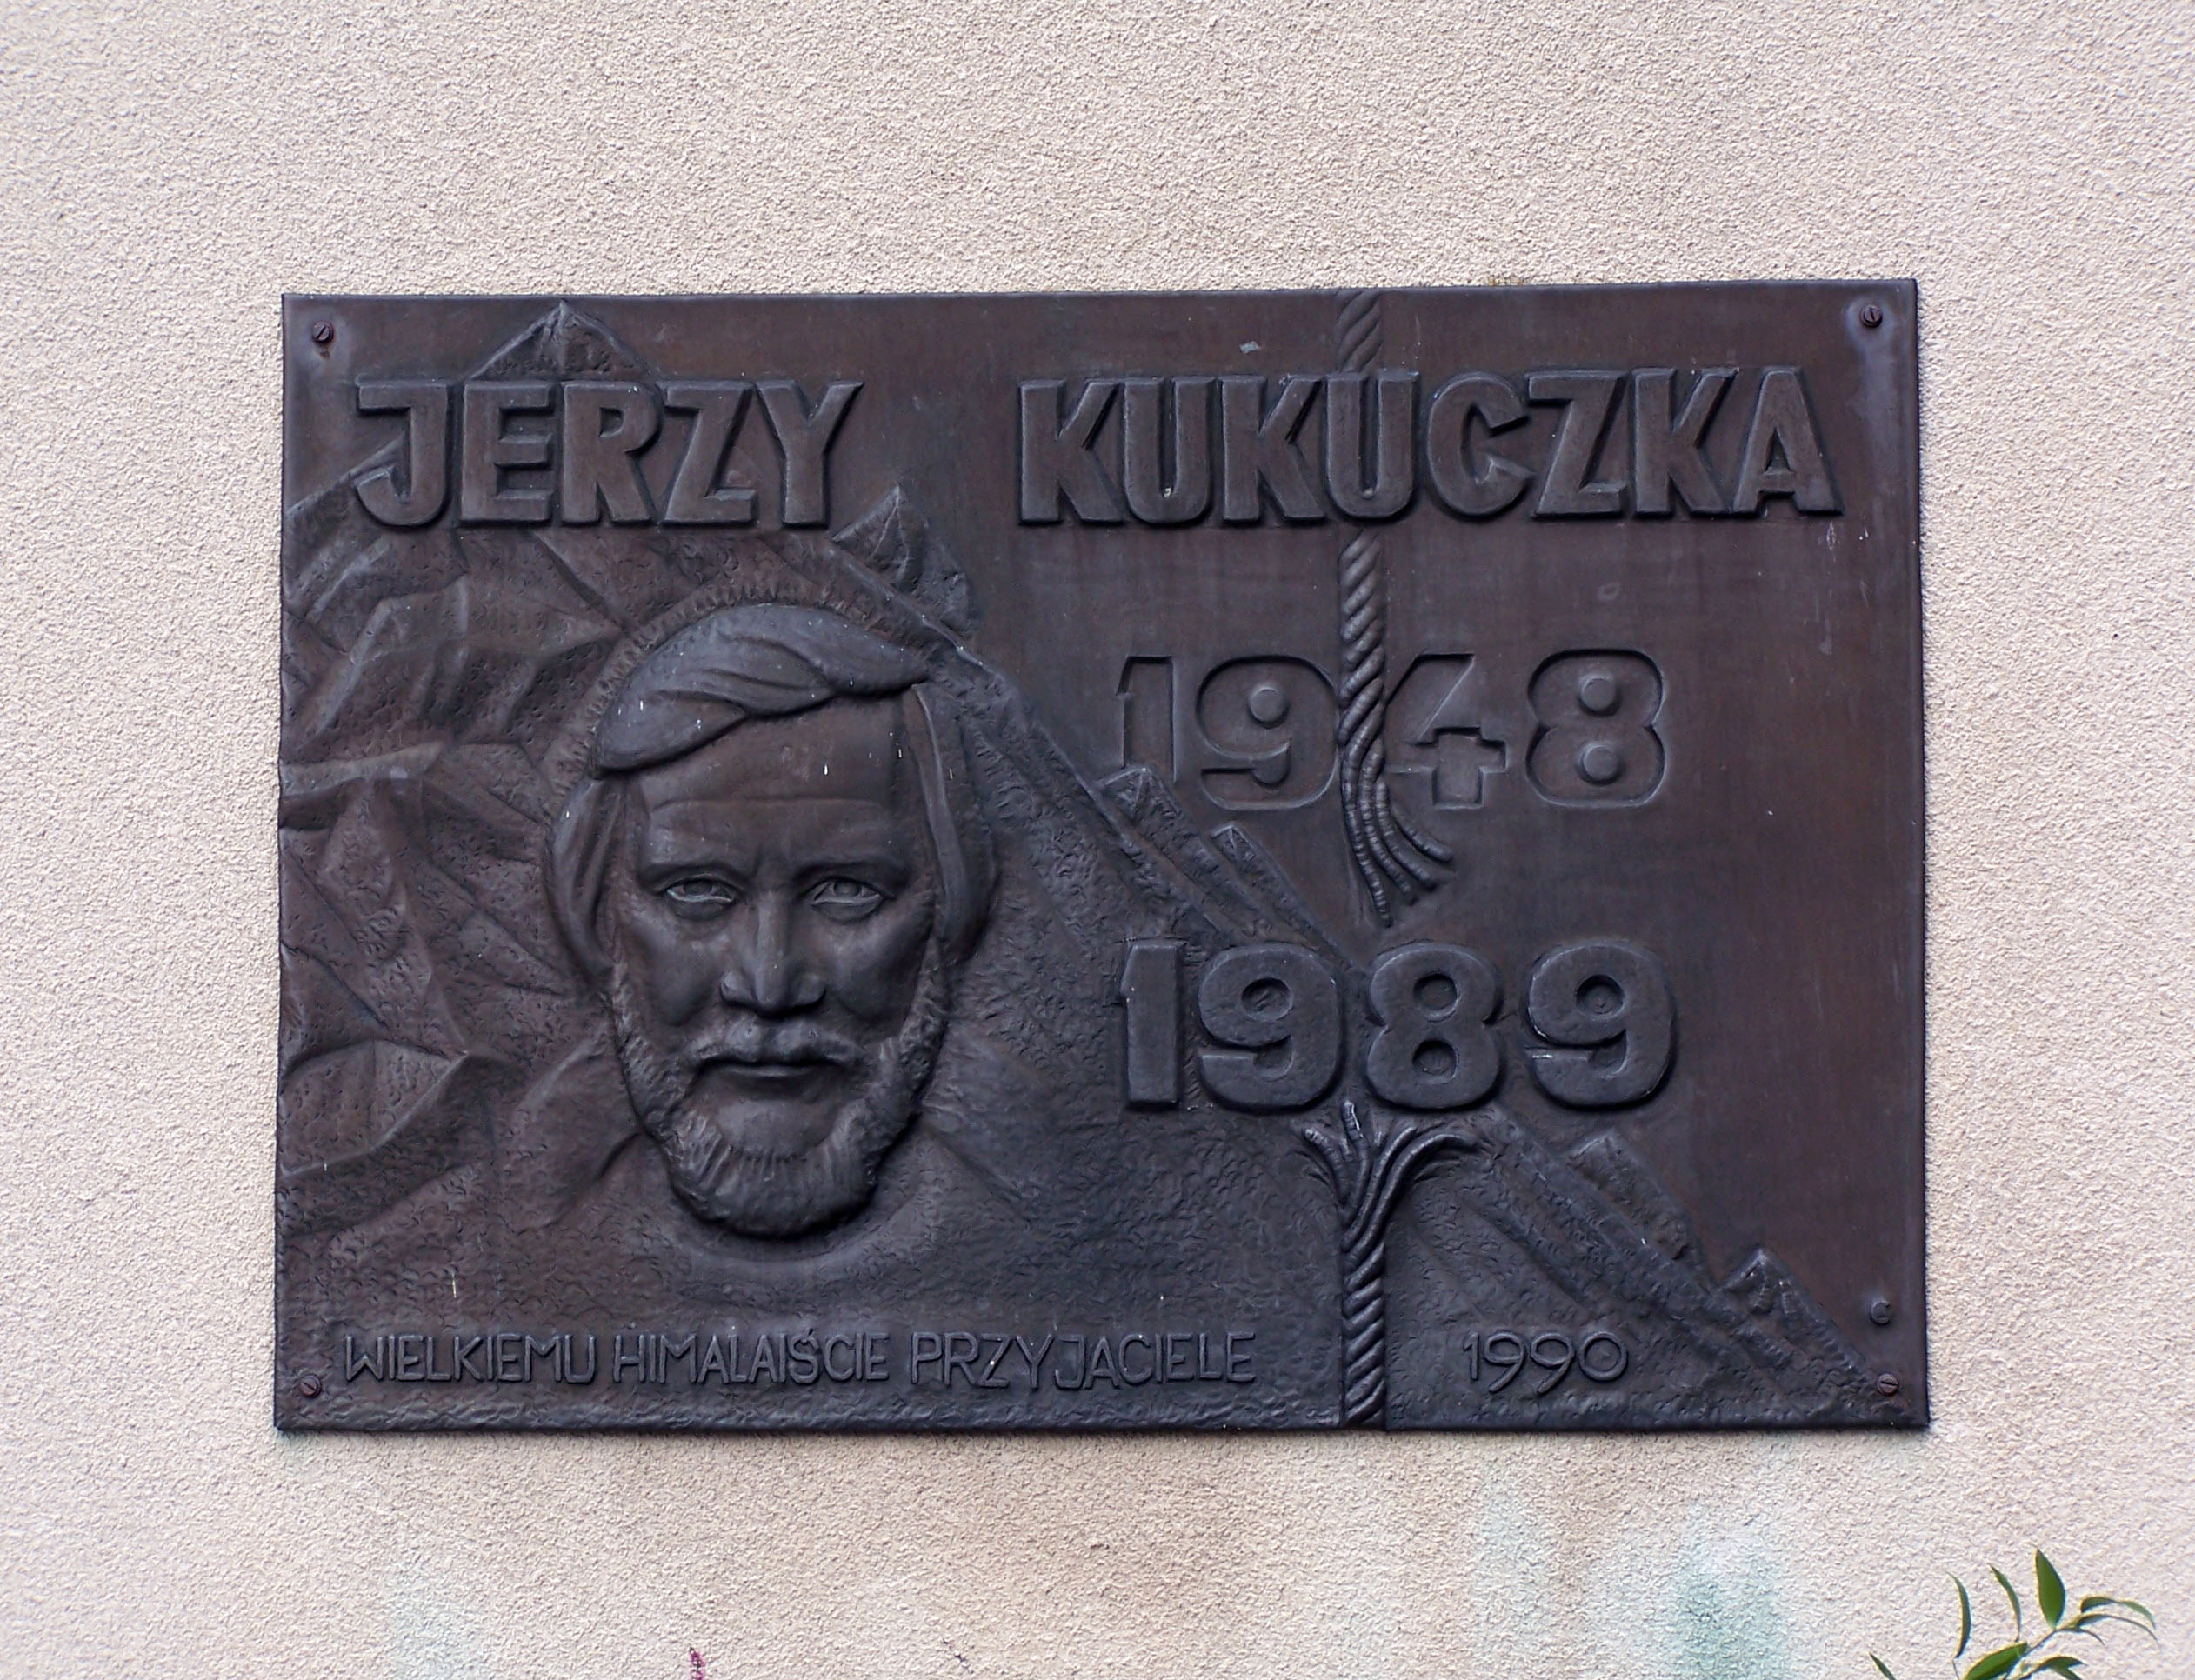 JERZY KUKUCZKA
1948
1989
WIELKIEMU HIMALAIŚCIE PRZYJACIELE 1990